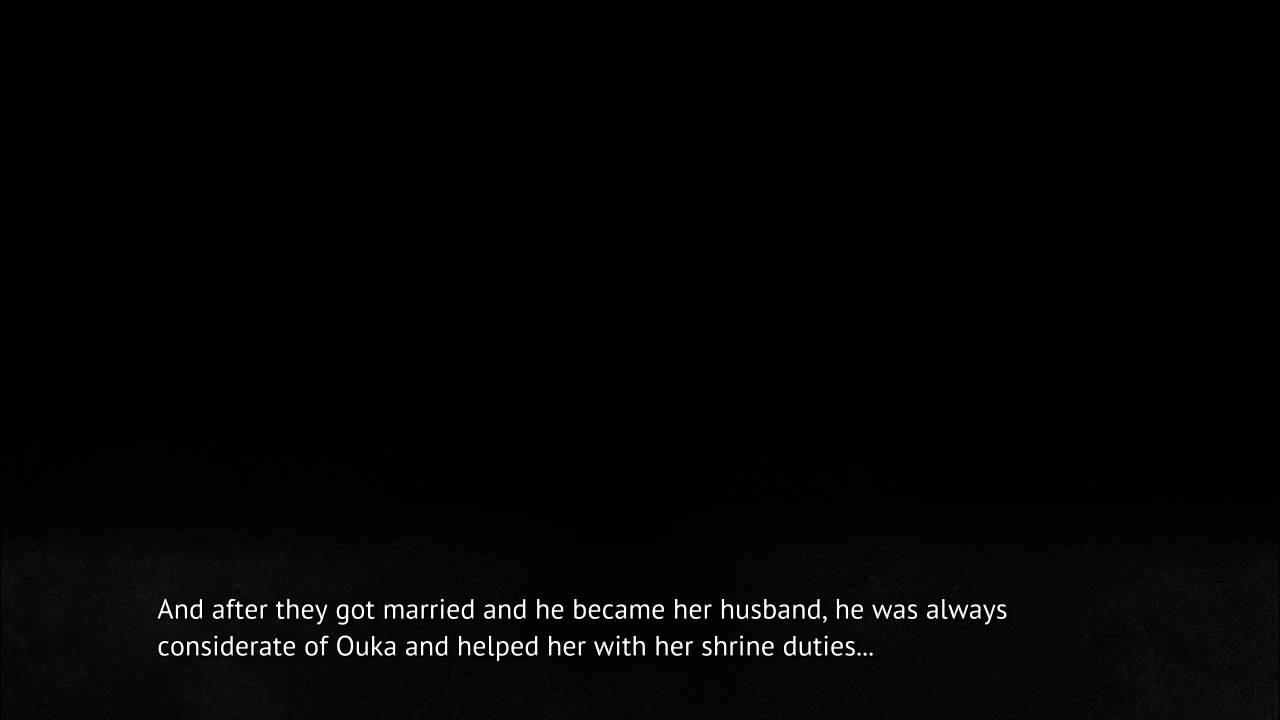 And after they got married and he became her husband, he was always
considerate of Ouka and helped her with her shrine duties...